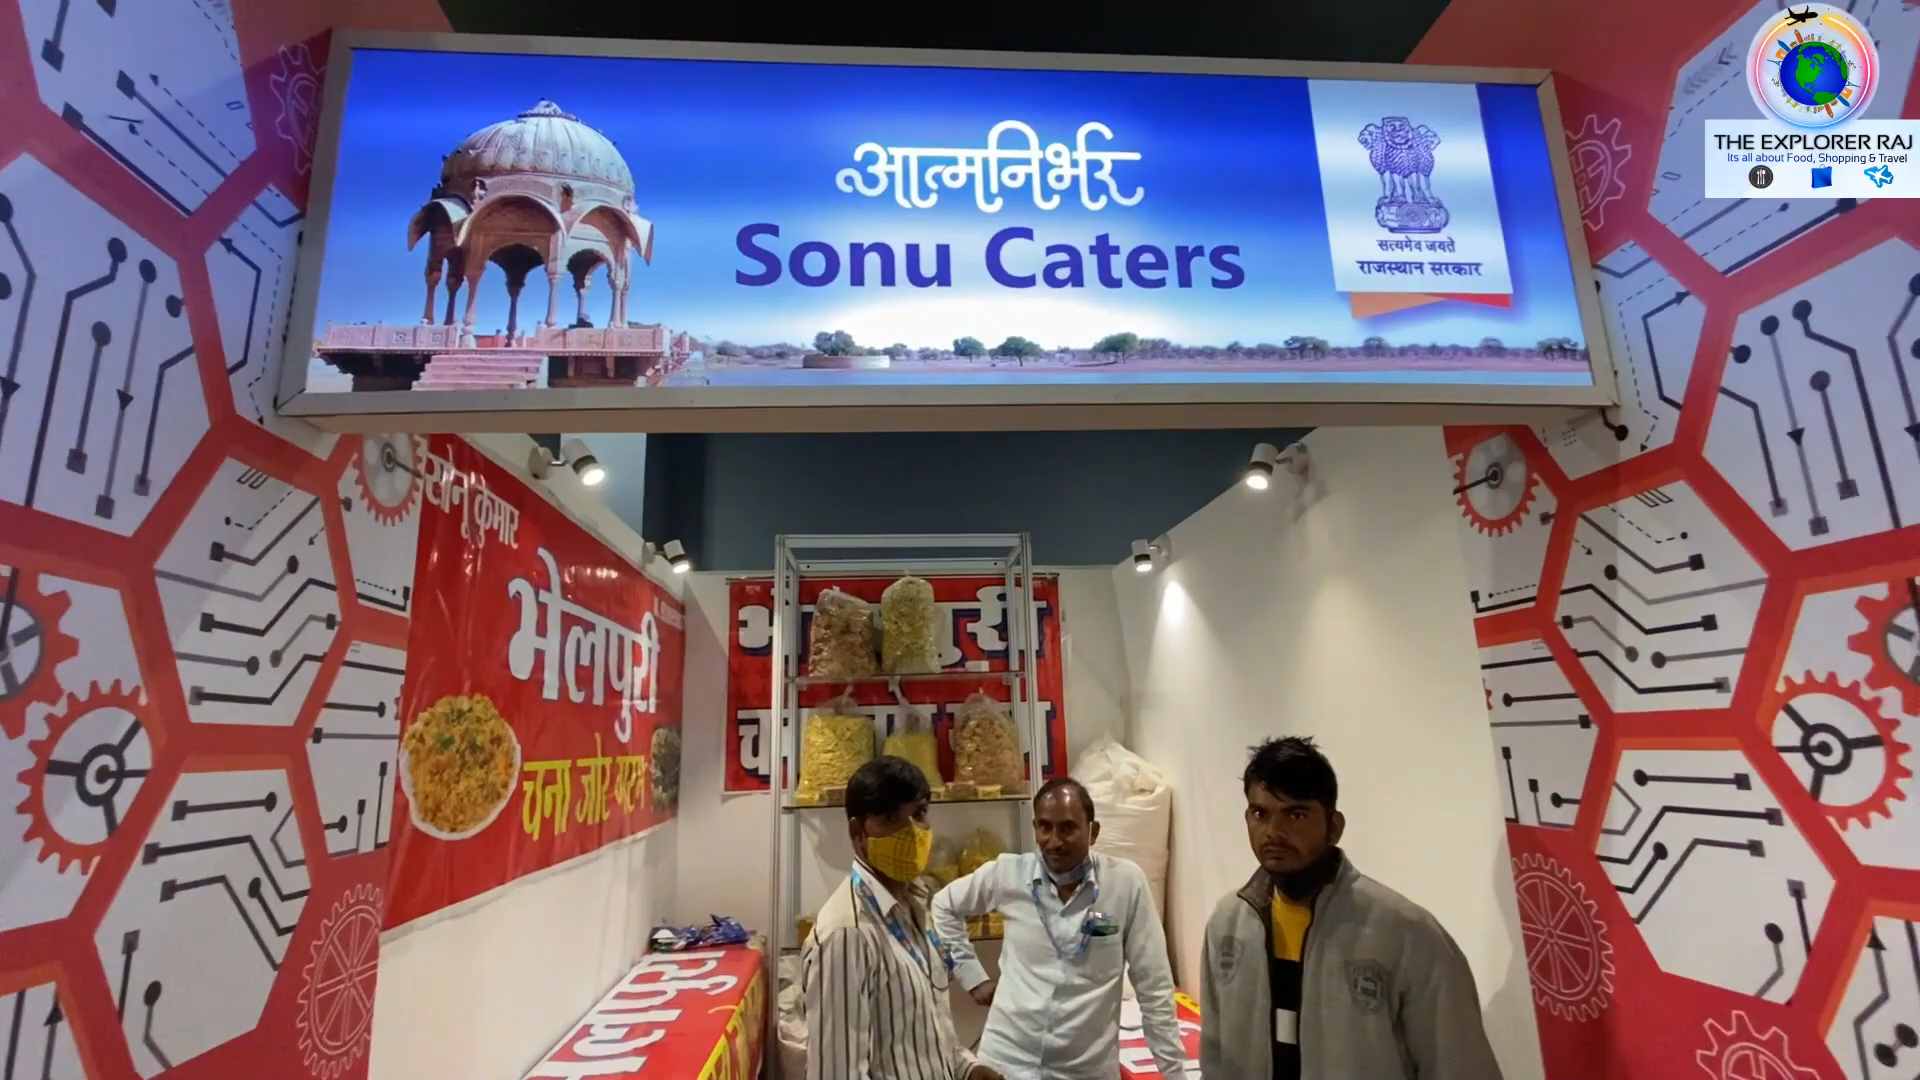 आत्मनिर्भर
Sonu Caters
सत्यमेव जयते
राजस्थान सरकार
THE EXPLORER RAJ
Its all about Food, Shopping & Travel
सोनू कुमार
भेलपुरी
चना जोर गरम